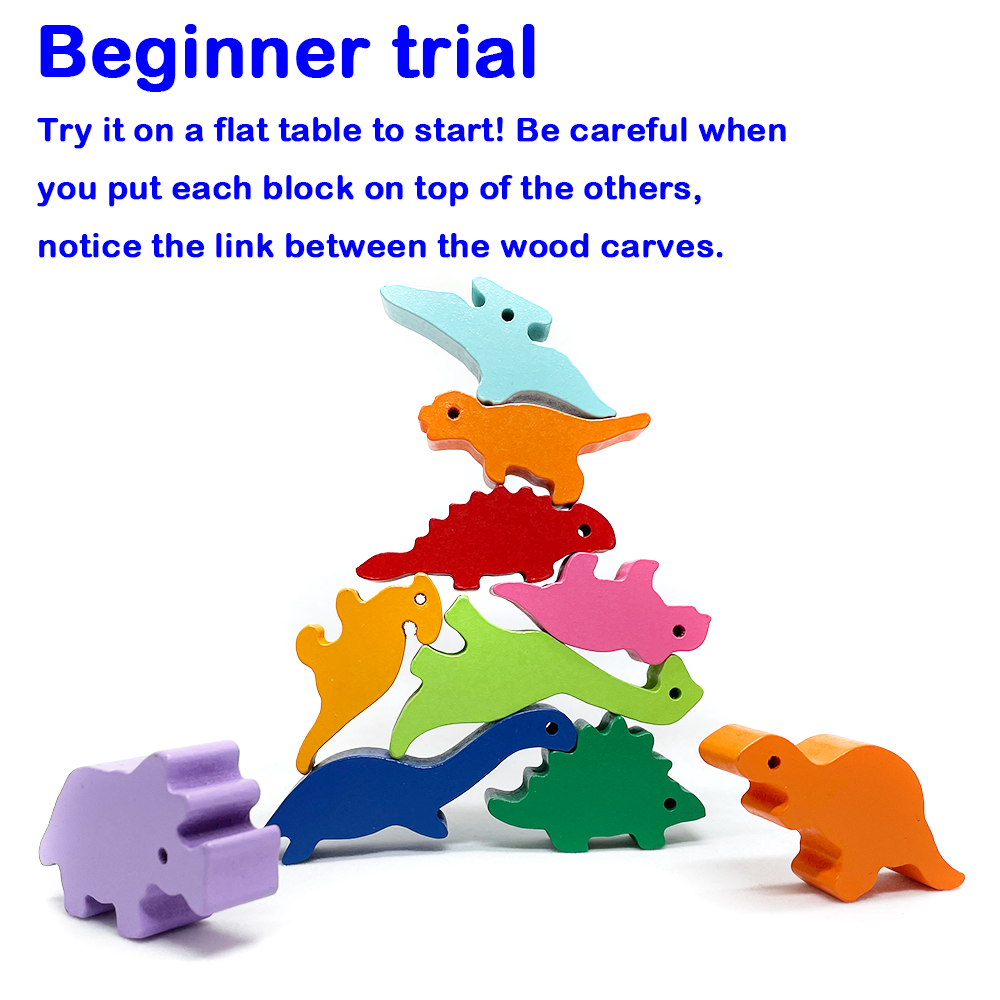 Beginner trial
Try it on a flat table to start! Be careful when
you put each block on top of the others,
notice the link between the wood carves.